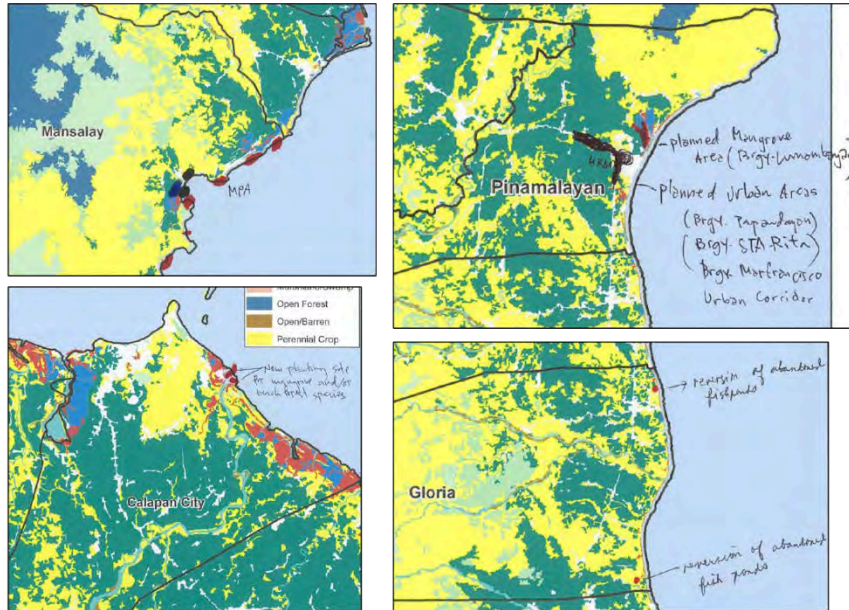 Mansalay
MPA
Pinamalayan
URBAN
planned Mangrove
Area (Brgy. Lumambayan
planned Urban Areas
(Brgy. Papandayan)
(Brgy. STA. Rita)
Brgy. Marfrancisco
Urban Corridor
Open Forest
Open/Barren
Perennial Crop
New planting site
for mangrove and/or
beach forest species
Calapan City
Gloria
reversion of abandoned
fishponds
reversion of abandoned
fish ponds